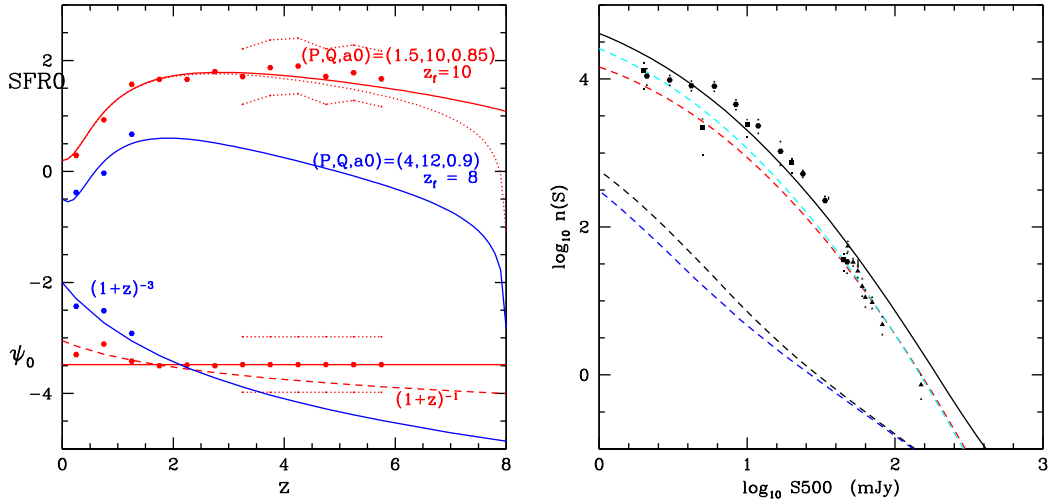 2
SFRO
0
−2
ψ₀
−4
(P,Q,a0)=(1.5,10,0.85)
z_f=10
(P,Q,a0)=(4,12,0.9)
z_f = 8
(1+z)⁻³
(1+z)⁻¹
0 2 4 6 8
z
log₁₀ n(S)
4
2
0
0 1 2 3
log₁₀ S500 (mJy)